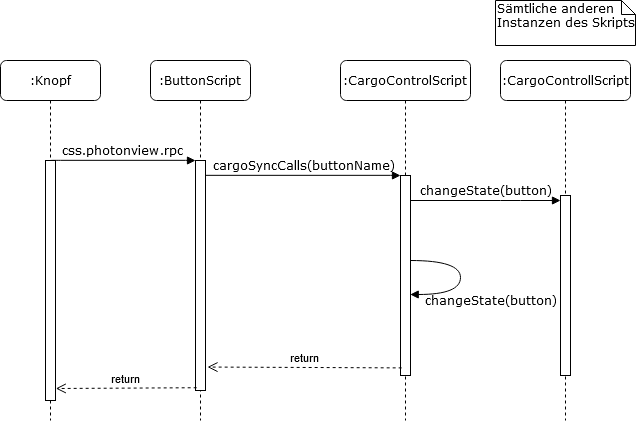 Sämtliche anderen
Instanzen des Skripts
:Knopf
:ButtonScript
:CargoControlScript
:CargoControllScript
css.photonview.rpc
cargoSyncCalls(buttonName)
changeState(button)
changeState(button)
return
return